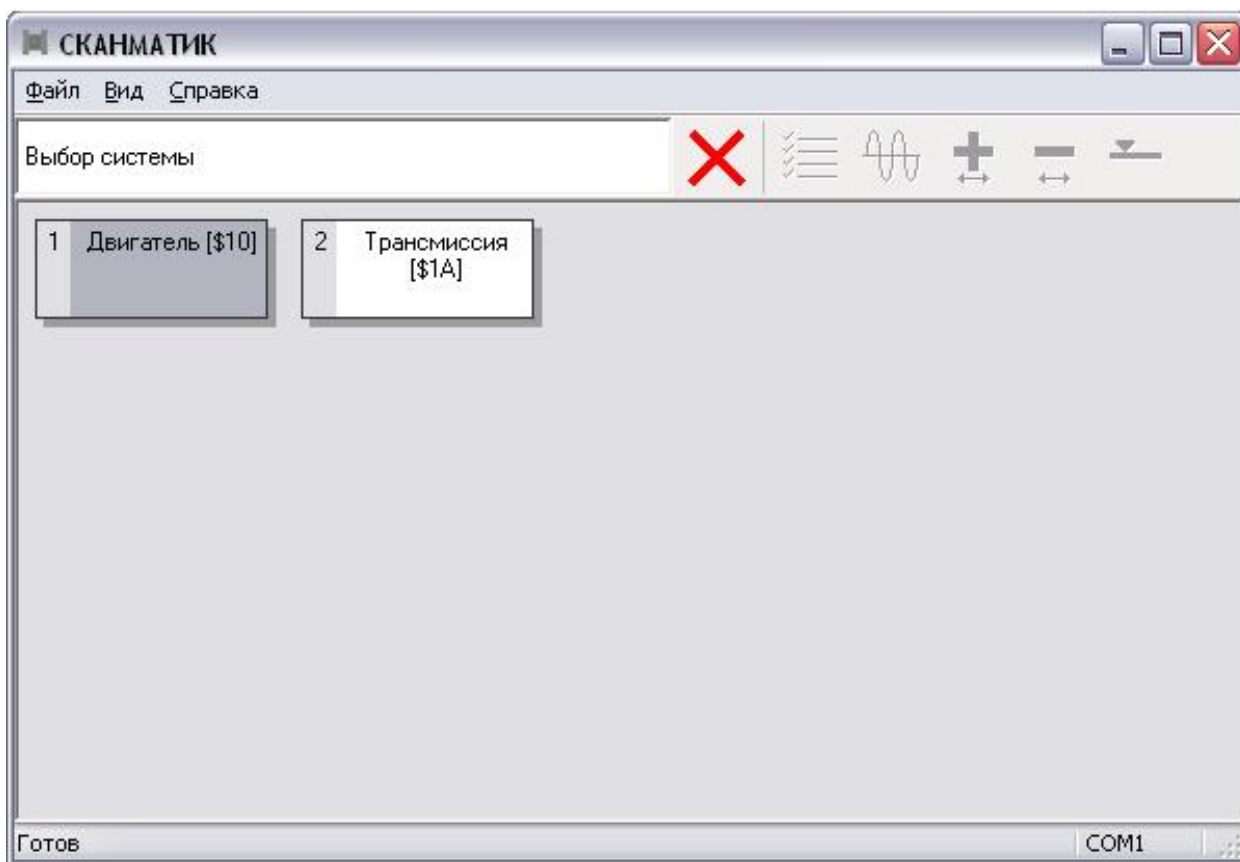 СКАНМАТИК
Файл Вид Справка
Выбор системы
1 Двигатель [$10] 2 Трансмиссия
[$1A]
Готов COM1